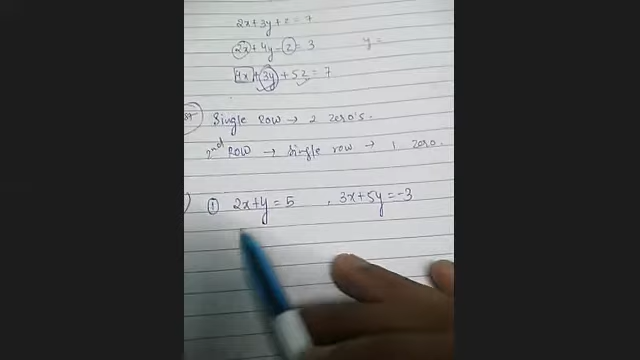 2x+3y+z=7
2x+4y-z=3 y=
4x+3y+5z=7
Single Row → 2 zero's.
2nd Row → single row → 1 zero.
① 2x+y=5 , 3x+5y=-3